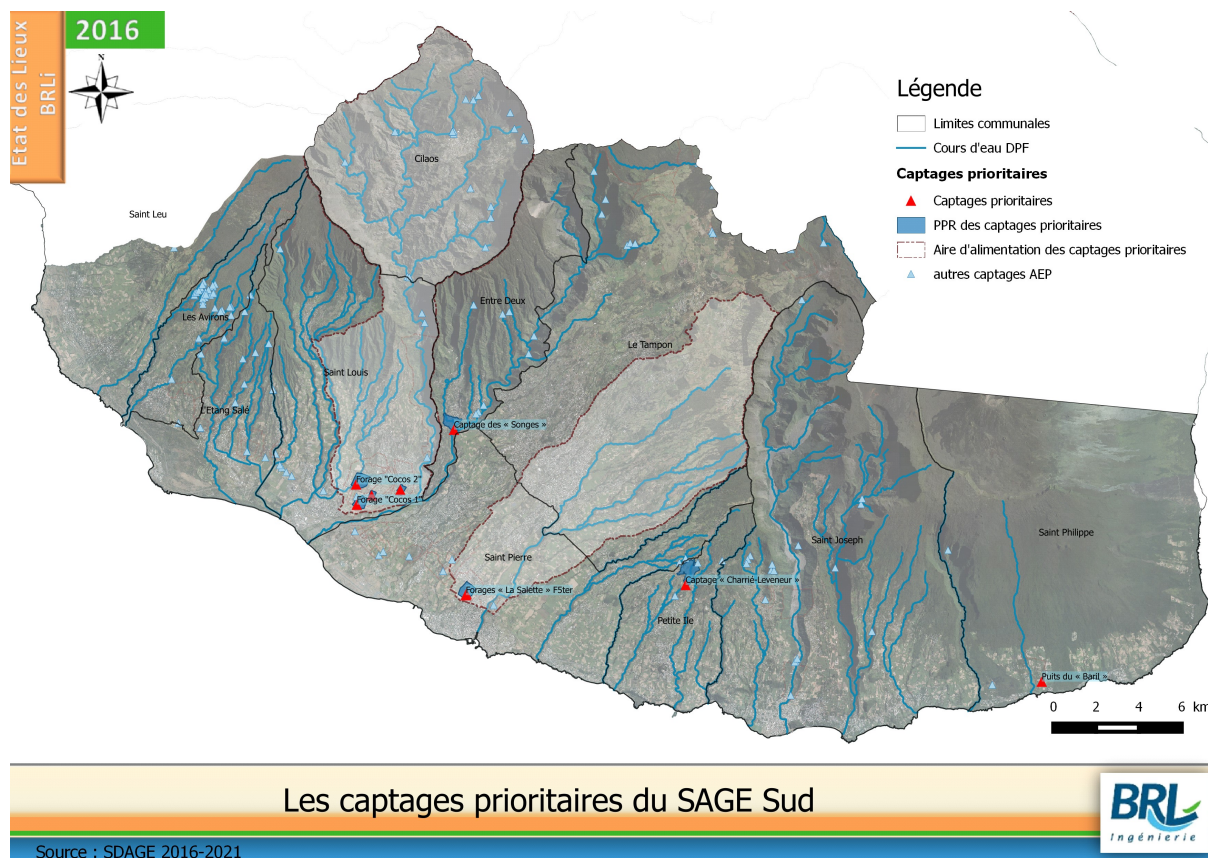 Etat des Lieux
BRLi
2016
N
Légende
Limites communales
Cours d'eau DPF
Captages prioritaires
Captages prioritaires
PPR des captages prioritaires
Aire d'alimentation des captages prioritaires
autres captages AEP
Cilaos
Saint Leu
Entre Deux
Les Avirons
Le Tampon
Saint Louis
L'Etang Salé
Captage des « Songes »
Forage "Cocos 2"
Forage "Cocos 1"
Saint Philippe
Saint Joseph
Saint Pierre
Captage « Charrié-Leveneur »
Forages « La Salette » F5ter
Petite Ile
Puits du « Baril »
0 2 4 6 km
Les captages prioritaires du SAGE Sud
BRL
Ingénierie
Source : SDAGE 2016-2021